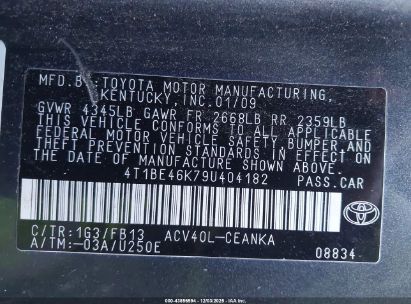 MFD.BY-TOYOTA MOTOR MANUFACTURING,
KENTUCKY, INC.01/09
GVWR 4345LB GAWR FR 2668LB RR 2359LB
THIS VEHICLE CONFORMS TO ALL APPLICABLE
FEDERAL MOTOR VEHICLE SAFETY, BUMPER, AND
THEFT PREVENTION STANDARDS IN EFFECT ON
THE DATE OF MANUFACTURE SHOWN ABOVE.
4T1BE46K79U404182 PASS.CAR
C/TR:1G3/FB13 ACV40L-CEANKA
A/TM:-03A/U250E
TOYOTA
08834